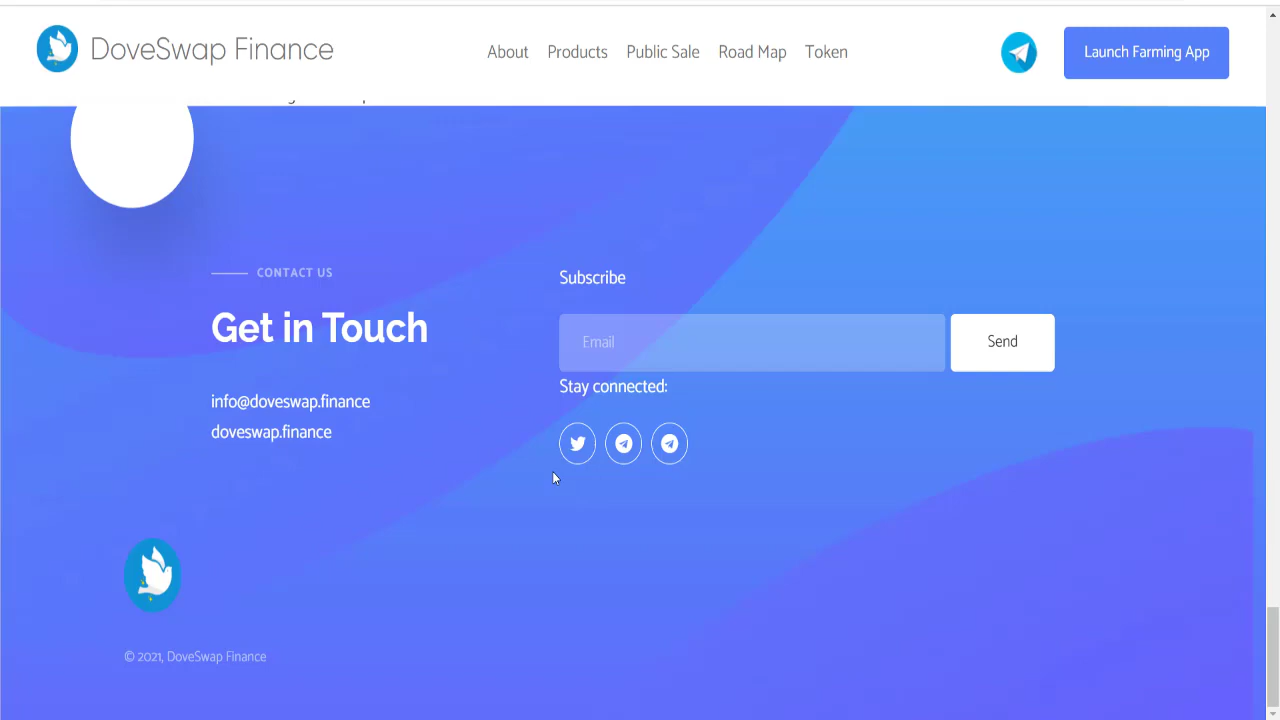 DoveSwap Finance
About Products Public Sale Road Map Token
Launch Farming App
CONTACT US
Get in Touch
info@doveswap.finance
doveswap.finance
Subscribe
Email
Send
Stay connected:
© 2021, DoveSwap Finance